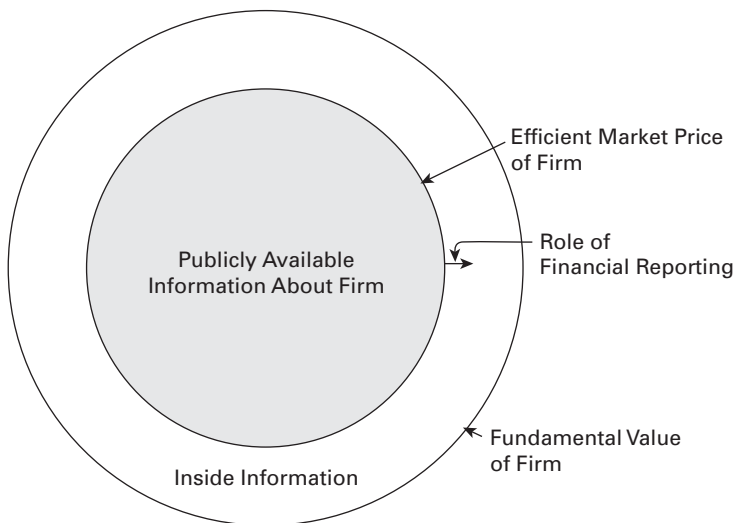 Efficient Market Price
of Firm
Role of
Financial Reporting
Publicly Available
Information About Firm
Fundamental Value
of Firm
Inside Information